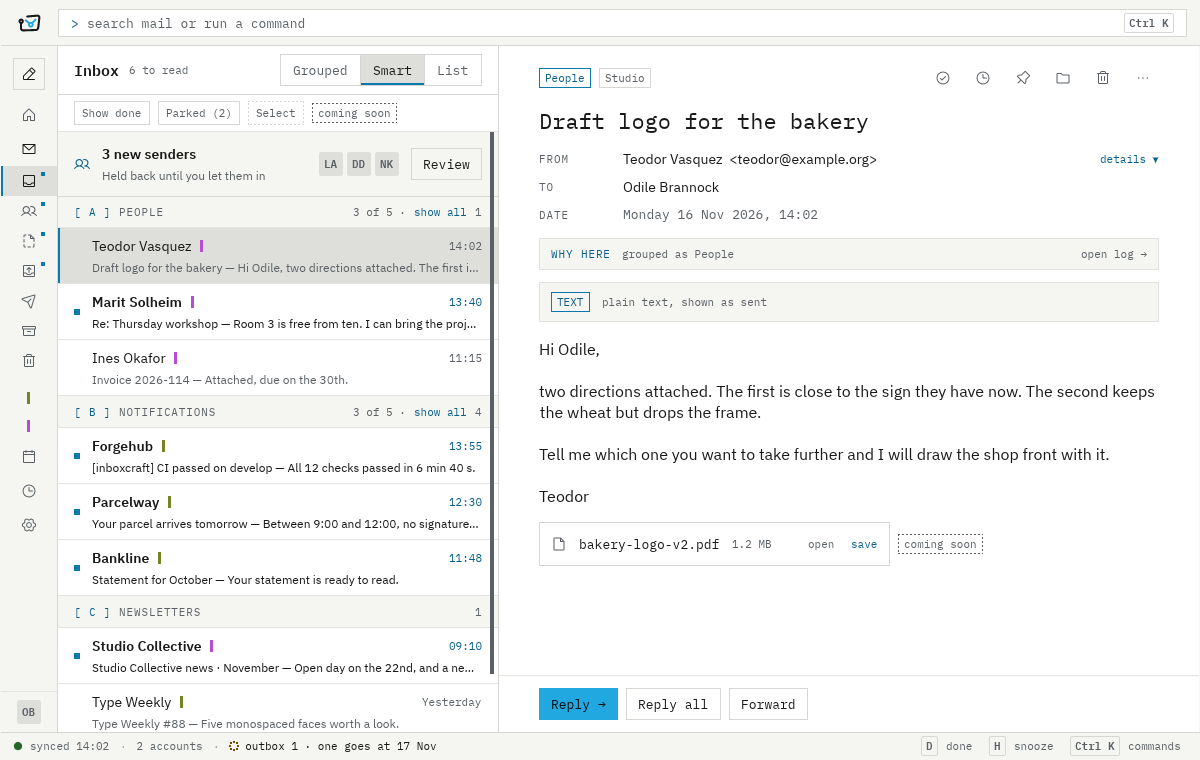 > search mail or run a command
Ctrl K
Inbox 6 to read
Grouped Smart List
Show done Parked (2) Select coming soon
3 new senders
Held back until you let them in
LA DD NK Review
[ A ] PEOPLE 3 of 5 · show all 1
Teodor Vasquez 14:02
Draft logo for the bakery — Hi Odile, two directions attached. The first i…
Marit Solheim 13:40
Re: Thursday workshop — Room 3 is free from ten. I can bring the proj…
Ines Okafor 11:15
Invoice 2026-114 — Attached, due on the 30th.
[ B ] NOTIFICATIONS 3 of 5 · show all 4
Forgehub 13:55
[inboxcraft] CI passed on develop — All 12 checks passed in 6 min 40 s.
Parcelway 12:30
Your parcel arrives tomorrow — Between 9:00 and 12:00, no signature…
Bankline 11:48
Statement for October — Your statement is ready to read.
[ C ] NEWSLETTERS 1
Studio Collective 09:10
Studio Collective news · November — Open day on the 22nd, and a ne…
Type Weekly Yesterday
Type Weekly #88 — Five monospaced faces worth a look.
People Studio
Draft logo for the bakery
FROM Teodor Vasquez <teodor@example.org> details ▾
TO Odile Brannock
DATE Monday 16 Nov 2026, 14:02
WHY HERE grouped as People open log →
TEXT plain text, shown as sent
Hi Odile,
two directions attached. The first is close to the sign they have now. The second keeps
the wheat but drops the frame.
Tell me which one you want to take further and I will draw the shop front with it.
Teodor
bakery-logo-v2.pdf 1.2 MB open save coming soon
Reply → Reply all Forward
OB
synced 14:02 · 2 accounts · outbox 1 · one goes at 17 Nov
D done H snooze Ctrl K commands